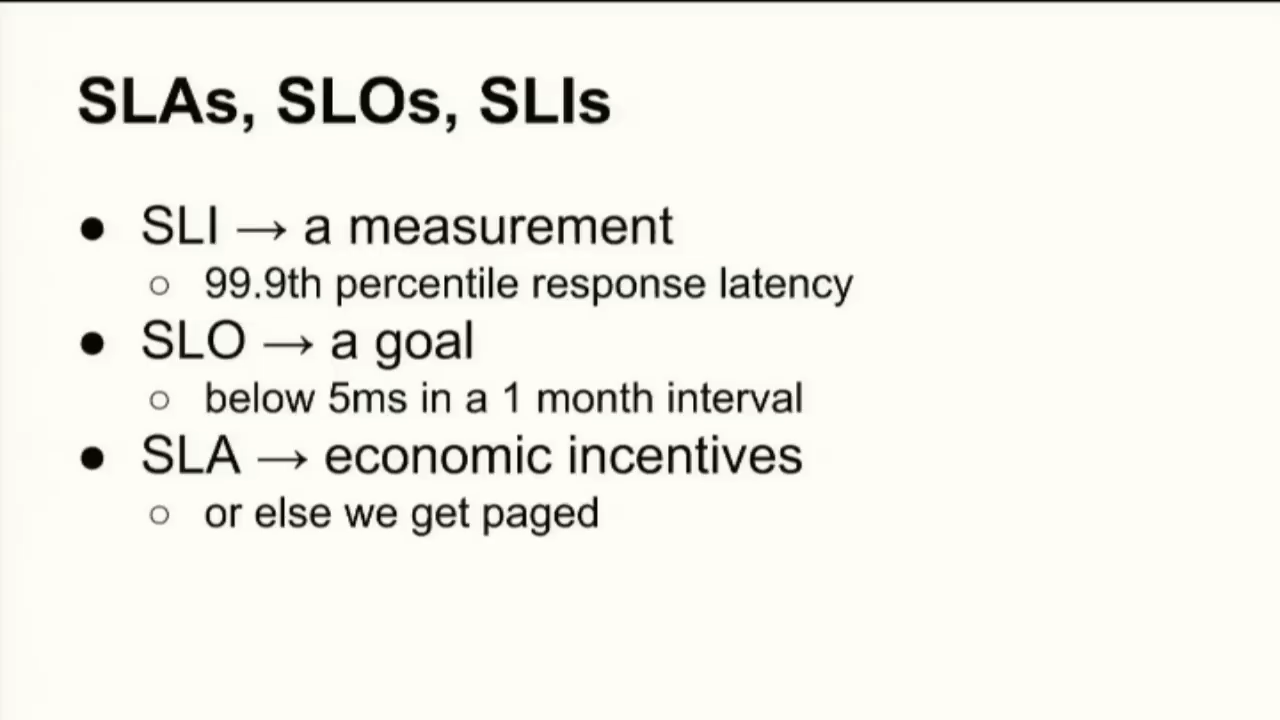 SLAs, SLOs, SLIs
● SLI → a measurement
○ 99.9th percentile response latency
● SLO → a goal
○ below 5ms in a 1 month interval
● SLA → economic incentives
○ or else we get paged